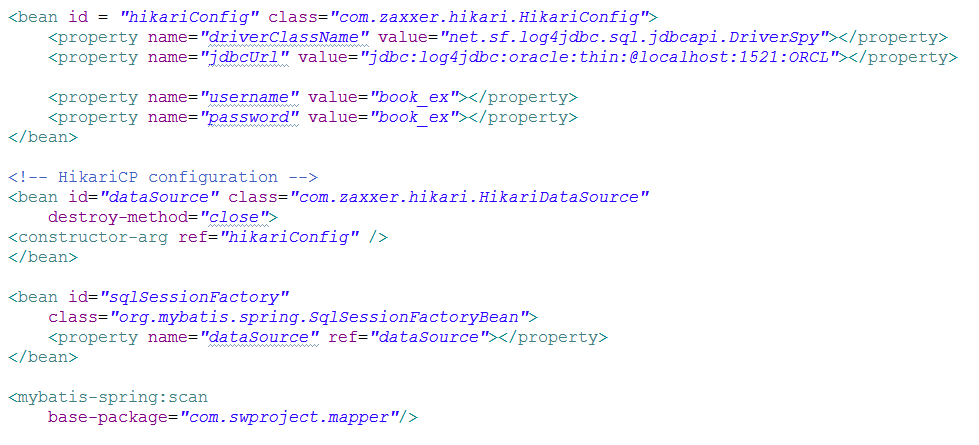 <bean id = "hikariConfig" class="com.zaxxer.hikari.HikariConfig">
    <property name="driverClassName" value="net.sf.log4jdbc.sql.jdbcapi.DriverSpy"></property>
    <property name="jdbcUrl" value="jdbc:log4jdbc:oracle:thin:@localhost:1521:ORCL"></property>
    <property name="username" value="book_ex"></property>
    <property name="password" value="book_ex"></property>
</bean>
<!-- HikariCP configuration -->
<bean id="dataSource" class="com.zaxxer.hikari.HikariDataSource"
    destroy-method="close">
<constructor-arg ref="hikariConfig" />
</bean>
<bean id="sqlSessionFactory"
    class="org.mybatis.spring.SqlSessionFactoryBean">
    <property name="dataSource" ref="dataSource"></property>
</bean>
<mybatis-spring:scan
    base-package="com.swproject.mapper"/>